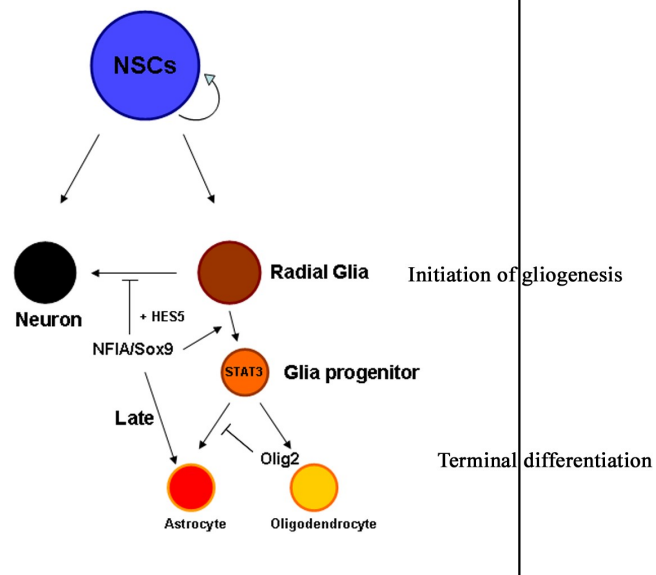 NSCs
Radial Glia
Initiation of gliogenesis
Neuron
+ HES5
NFIA/Sox9
STAT3
Glia progenitor
Late
Olig2
Terminal differentiation
Astrocyte
Oligodendrocyte